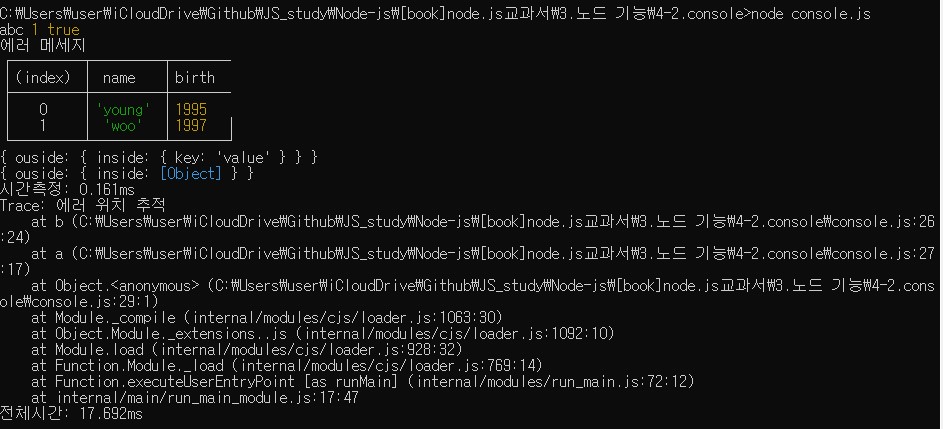 C:₩Users₩user₩iCloudDrive₩Github₩JS_study₩Node-js₩[book]node.js교과서₩3.노드 기능₩4-2.console>node console.js
abc 1 true
에러 메세지
(index) name birth
0 'young' 1995
1 'woo' 1997
{ ouside: { inside: { key: 'value' } } }
{ ouside: { inside: [Object] } }
시간측정: 0.161ms
Trace: 에러 위치 추적
at b (C:₩Users₩user₩iCloudDrive₩Github₩JS_study₩Node-js₩[book]node.js교과서₩3.노드 기능₩4-2.console₩console.js:26
:24)
at a (C:₩Users₩user₩iCloudDrive₩Github₩JS_study₩Node-js₩[book]node.js교과서₩3.노드 기능₩4-2.console₩console.js:27
:17)
at Object.<anonymous> (C:₩Users₩user₩iCloudDrive₩Github₩JS_study₩Node-js₩[book]node.js교과서₩3.노드 기능₩4-2.cons
ole₩console.js:29:1)
at Module._compile (internal/modules/cjs/loader.js:1063:30)
at Object.Module._extensions..js (internal/modules/cjs/loader.js:1092:10)
at Module.load (internal/modules/cjs/loader.js:928:32)
at Function.Module._load (internal/modules/cjs/loader.js:769:14)
at Function.executeUserEntryPoint [as runMain] (internal/modules/run_main.js:72:12)
at internal/main/run_main_module.js:17:47
전체시간: 17.692ms